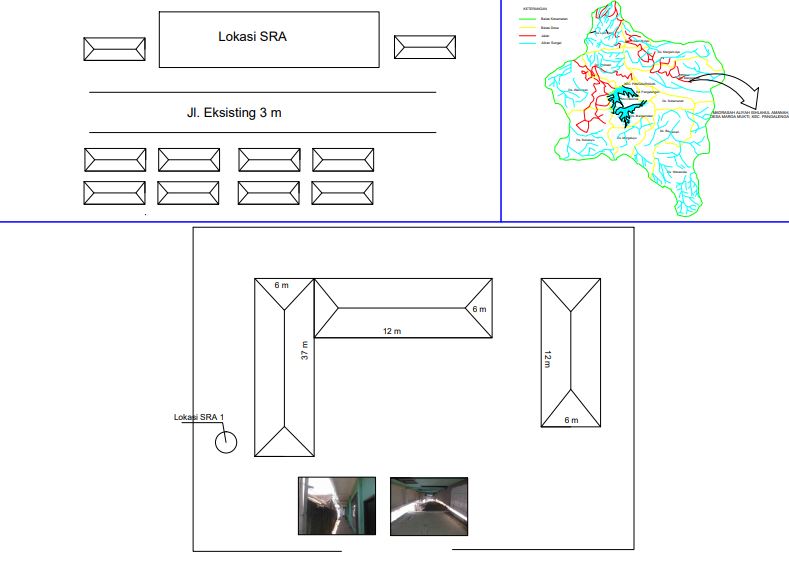 Lokasi SRA
Jl. Eksisting 3 m
KETERANGAN
Batas Kecamatan
Batas Desa
Jalan
Aliran Sungai
MADRASAH ALIYAH SIHLAHUL AMANAH
DESA MARGA MUKTI, KEC. PANGALENGAN
6 m
37 m
12 m
6 m
12 m
6 m
Lokasi SRA 1